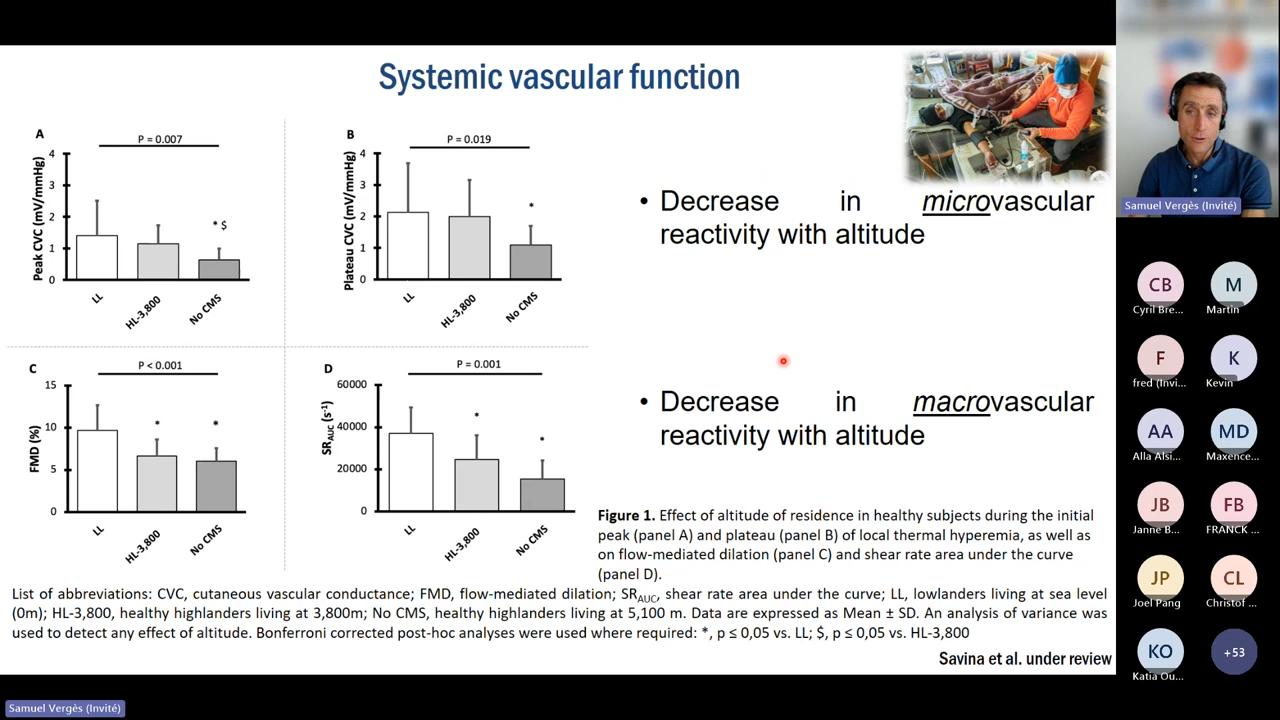 Systemic vascular function
A
P = 0.007
Peak CVC (mV/mmHg)
4
3
2
1
0
* $
LL
HL-3,800
No CMS
B
P = 0.019
Plateau CVC (mV/mmHg)
4
3
2
1
0
*
LL
HL-3,800
No CMS
• Decrease in microvascular
reactivity with altitude
C
P < 0.001
FMD (%)
15
10
5
0
*
*
LL
HL-3,800
No CMS
D
P = 0.001
SRAUC (s-1)
60000
40000
20000
0
*
*
LL
HL-3,800
No CMS
• Decrease in macrovascular
reactivity with altitude
Figure 1. Effect of altitude of residence in healthy subjects during the initial
peak (panel A) and plateau (panel B) of local thermal hyperemia, as well as
on flow-mediated dilation (panel C) and shear rate area under the curve
(panel D).
List of abbreviations: CVC, cutaneous vascular conductance; FMD, flow-mediated dilation; SRAUC, shear rate area under the curve; LL, lowlanders living at sea level
(0m); HL-3,800, healthy highlanders living at 3,800m; No CMS, healthy highlanders living at 5,100 m. Data are expressed as Mean ± SD. An analysis of variance was
used to detect any effect of altitude. Bonferroni corrected post-hoc analyses were used where required: *, p ≤ 0,05 vs. LL; $, p ≤ 0,05 vs. HL-3,800
Savina et al. under review
Samuel Vergès (Invité)
Samuel Vergès (Invité)
CB
Cyril Bre...
M
Martin
F
fred (Invi...
K
Kevin
AA
Alla Alsi...
MD
Maxence...
JB
Janne B...
FB
FRANCK ...
JP
Joel Pang
CL
Christof ...
KO
Katia Ou...
+53